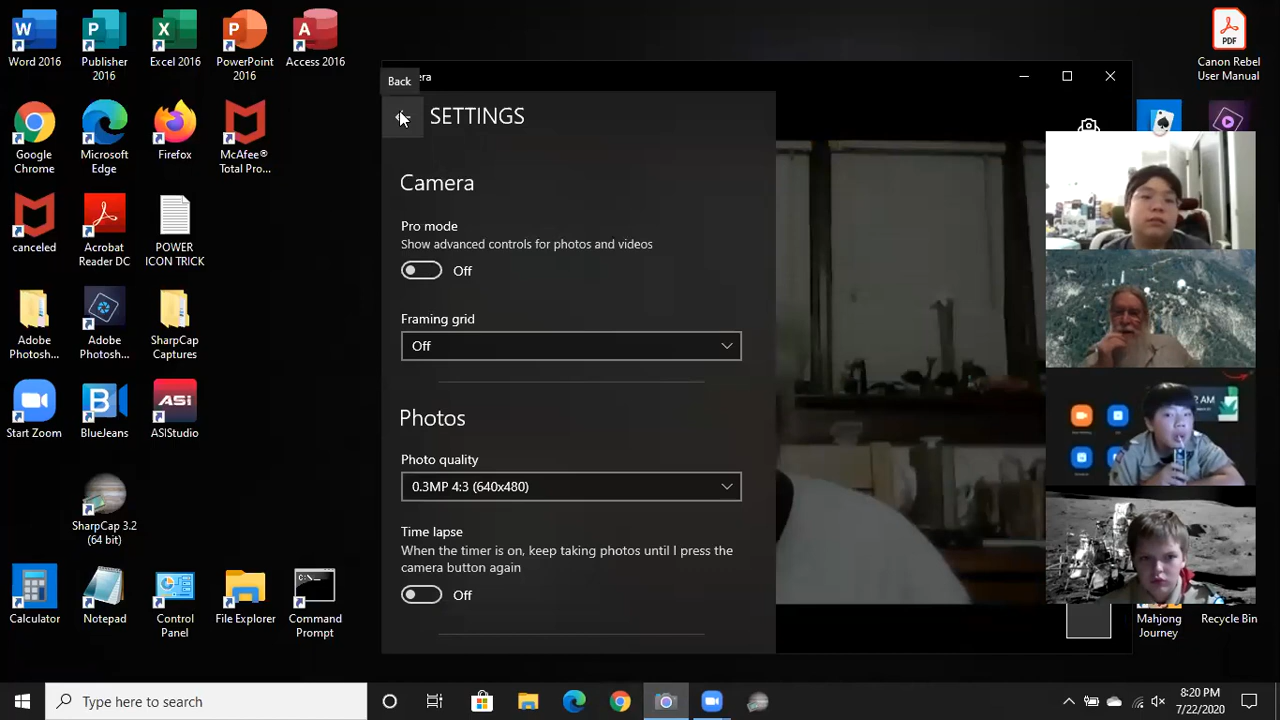 Word 2016
Publisher
2016
Excel 2016
PowerPoint
2016
Access 2016
Google
Chrome
Microsoft
Edge
Firefox
McAfee®
Total Pro...
canceled
Acrobat
Reader DC
POWER
ICON TRICK
Adobe
Photosh...
Adobe
Photosh...
SharpCap
Captures
Start Zoom
BlueJeans
ASI
ASIStudio
SharpCap 3.2
(64 bit)
Calculator
Notepad
Control
Panel
File Explorer
Command
Prompt
Back
SETTINGS
Camera
Pro mode
Show advanced controls for photos and videos
Off
Framing grid
Off
Photos
Photo quality
0.3MP 4:3 (640x480)
Time lapse
When the timer is on, keep taking photos until I press the
camera button again
Off
PDF
Canon Rebel
User Manual
Mahjong
Journey
Recycle Bin
Type here to search
8:20 PM
7/22/2020